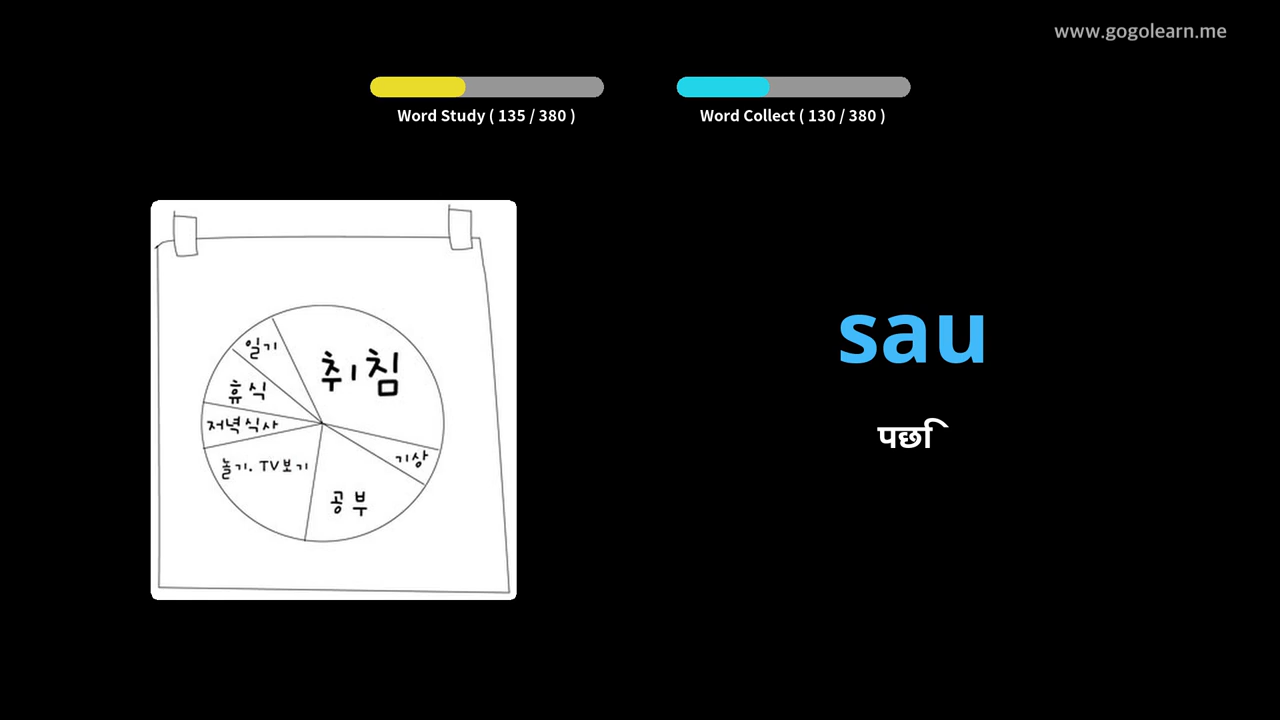 www.gogolearn.me
Word Study ( 135 / 380 )
Word Collect ( 130 / 380 )
일기
취침
휴식
저녁식사
놀기. TV보기
기상
공부
sau
पछि